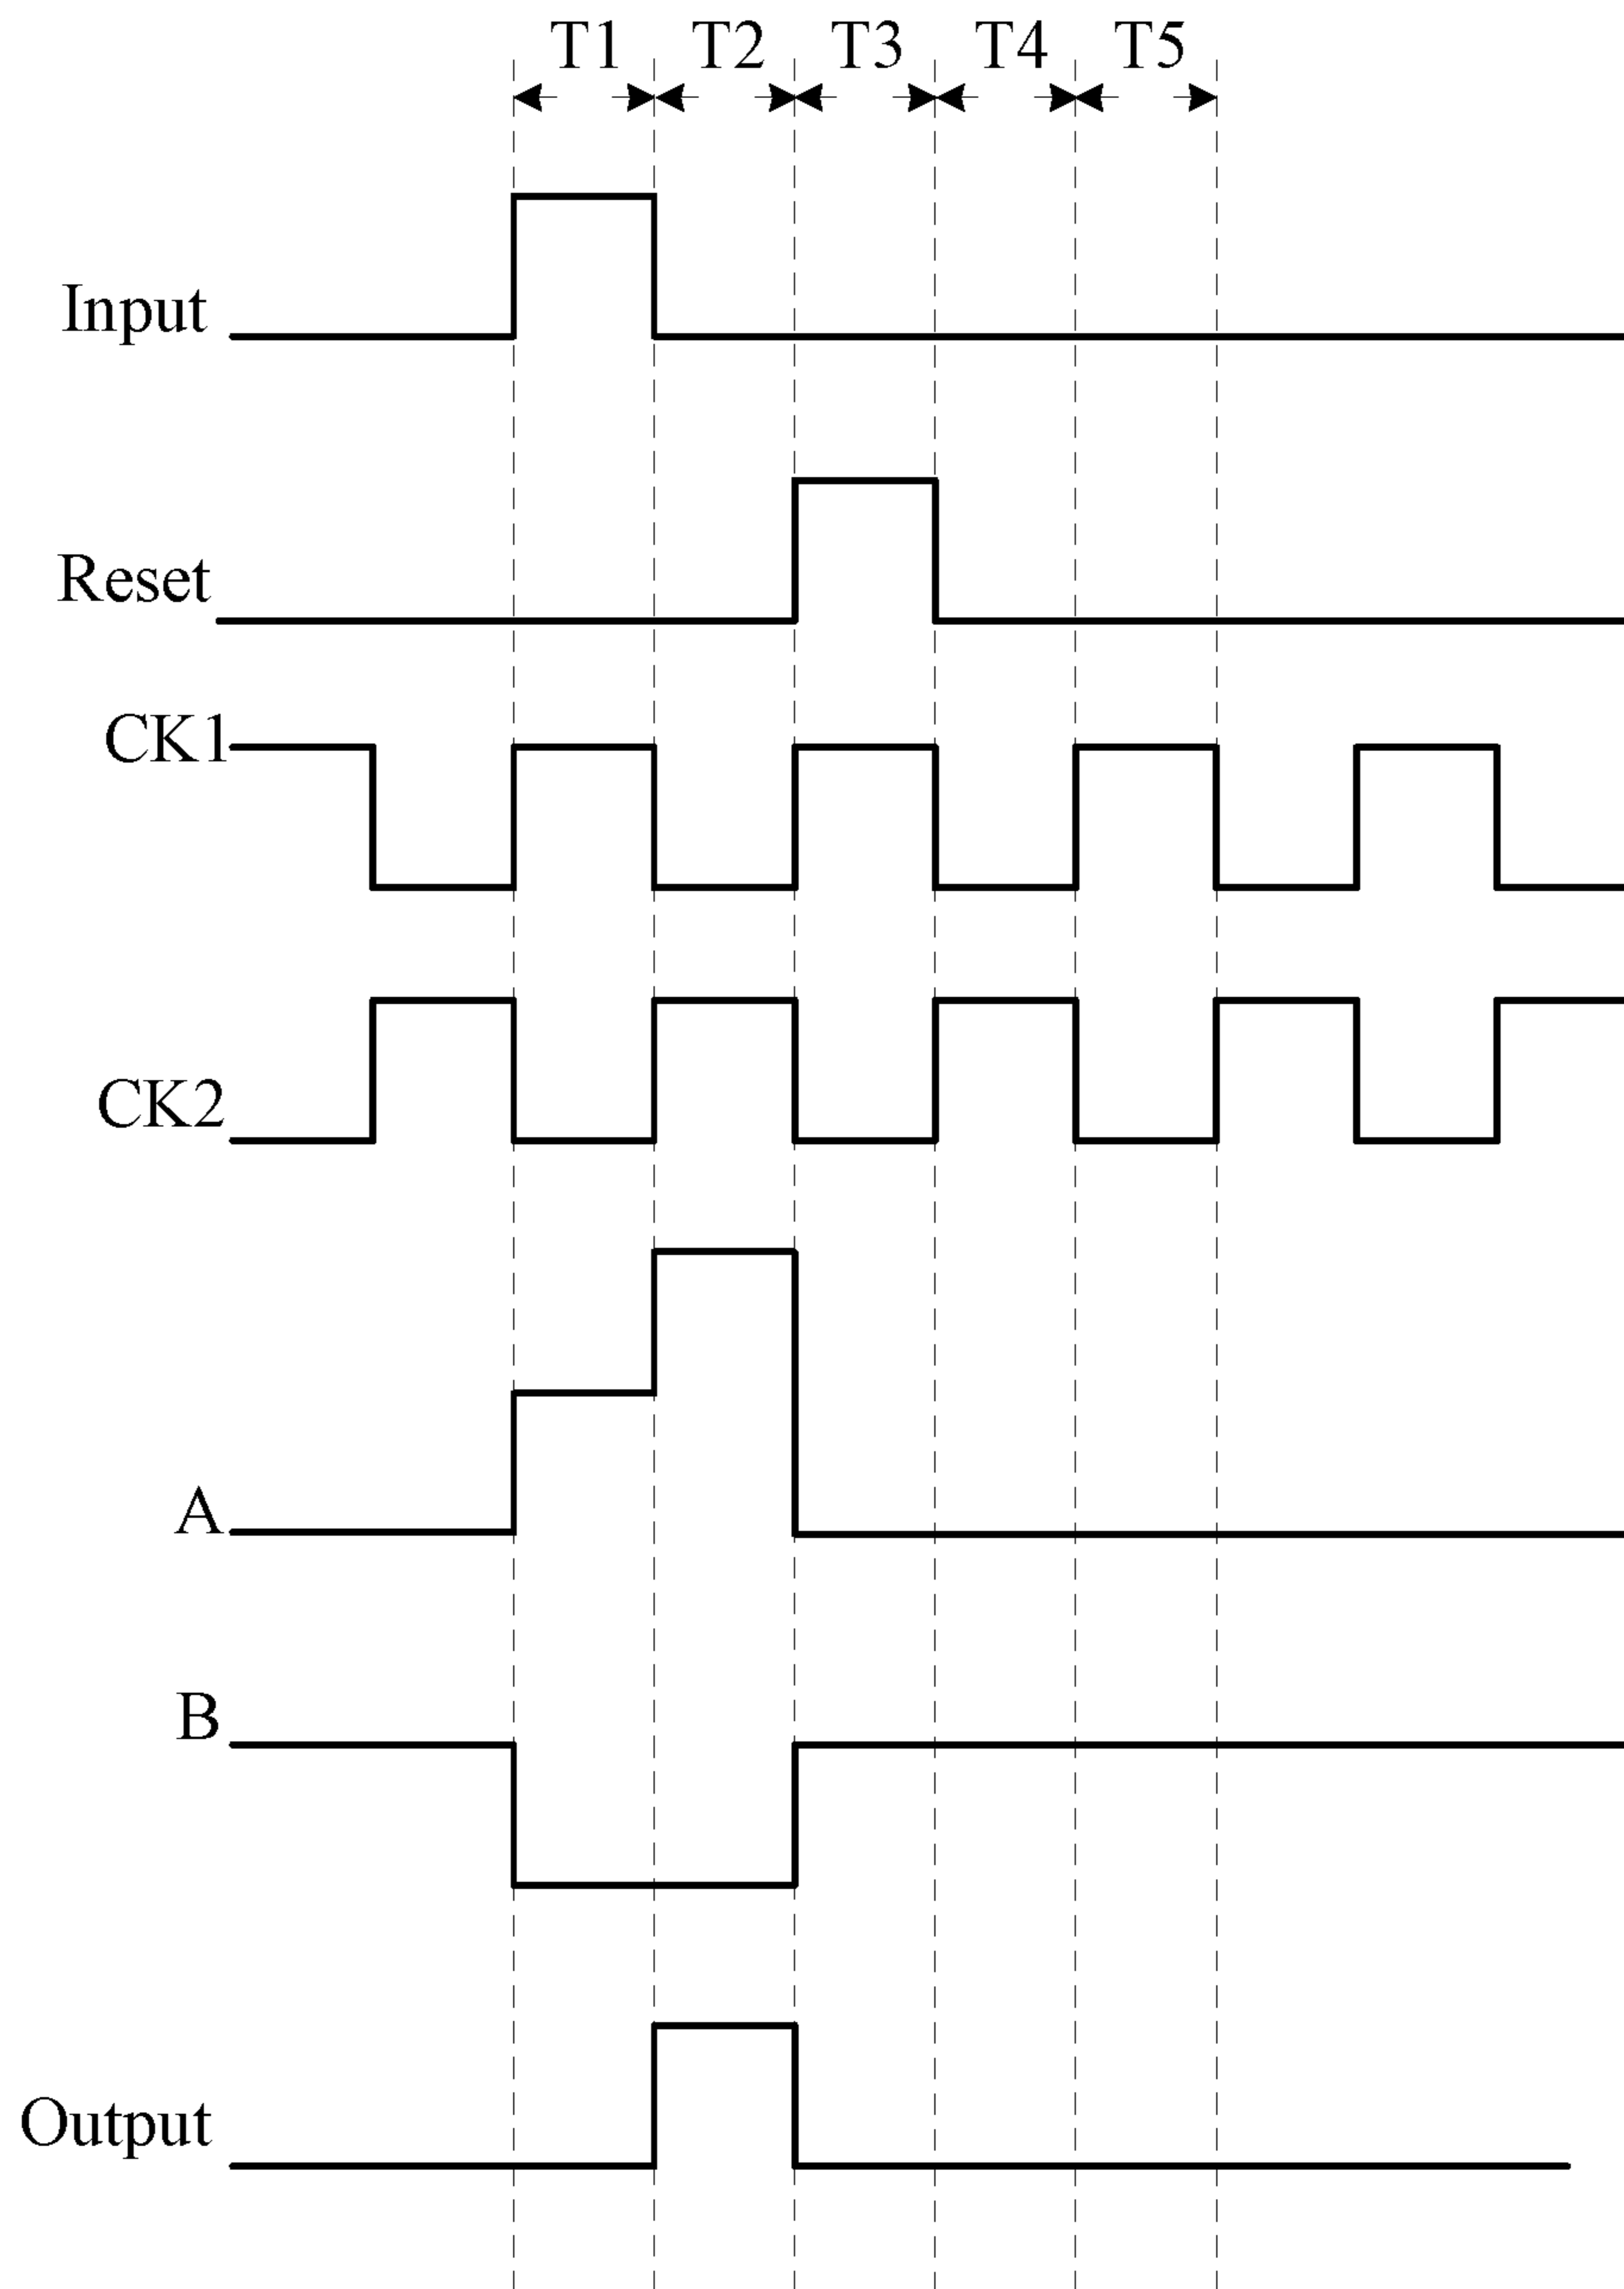 T1 T2 T3 T4 T5
Input
Reset
CK1
CK2
A
B
Output